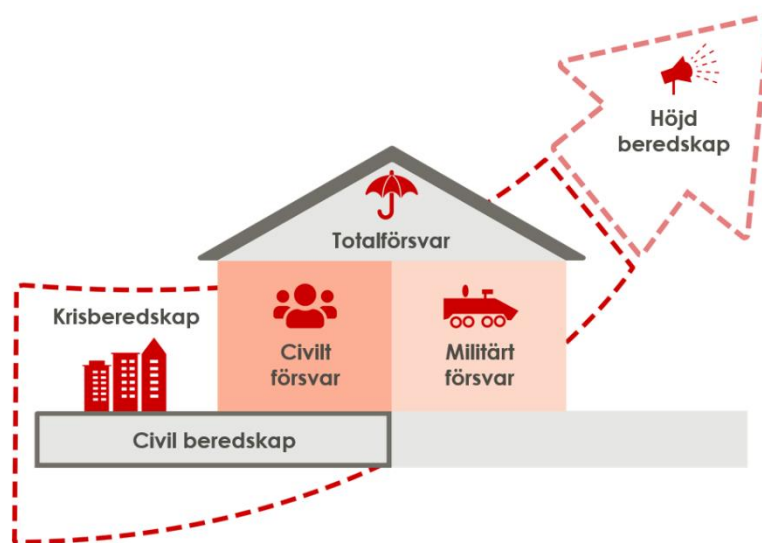 Höjd
beredskap
Totalförsvar
Krisberedskap
Civilt
försvar
Militärt
försvar
Civil beredskap